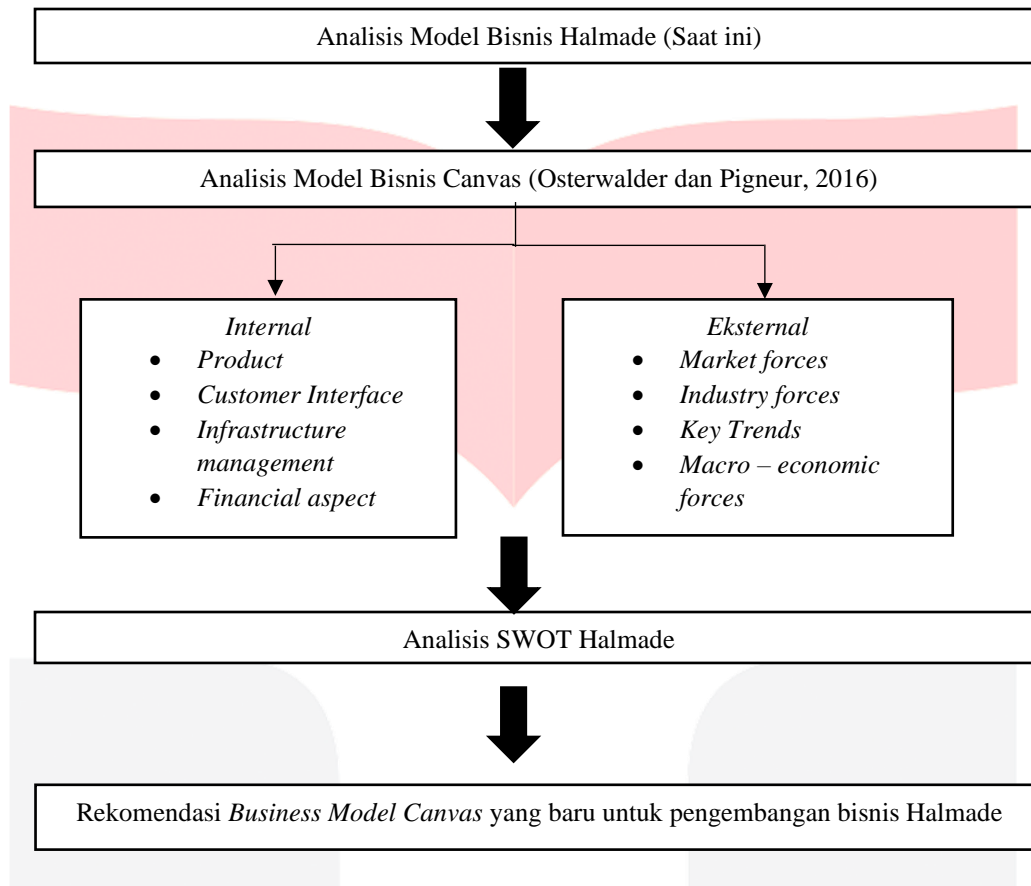 Analisis Model Bisnis Halmade (Saat ini)
Analisis Model Bisnis Canvas (Osterwalder dan Pigneur, 2016)
Internal
• Product
• Customer Interface
• Infrastructure
management
• Financial aspect
Eksternal
• Market forces
• Industry forces
• Key Trends
• Macro – economic
forces
Analisis SWOT Halmade
Rekomendasi Business Model Canvas yang baru untuk pengembangan bisnis Halmade